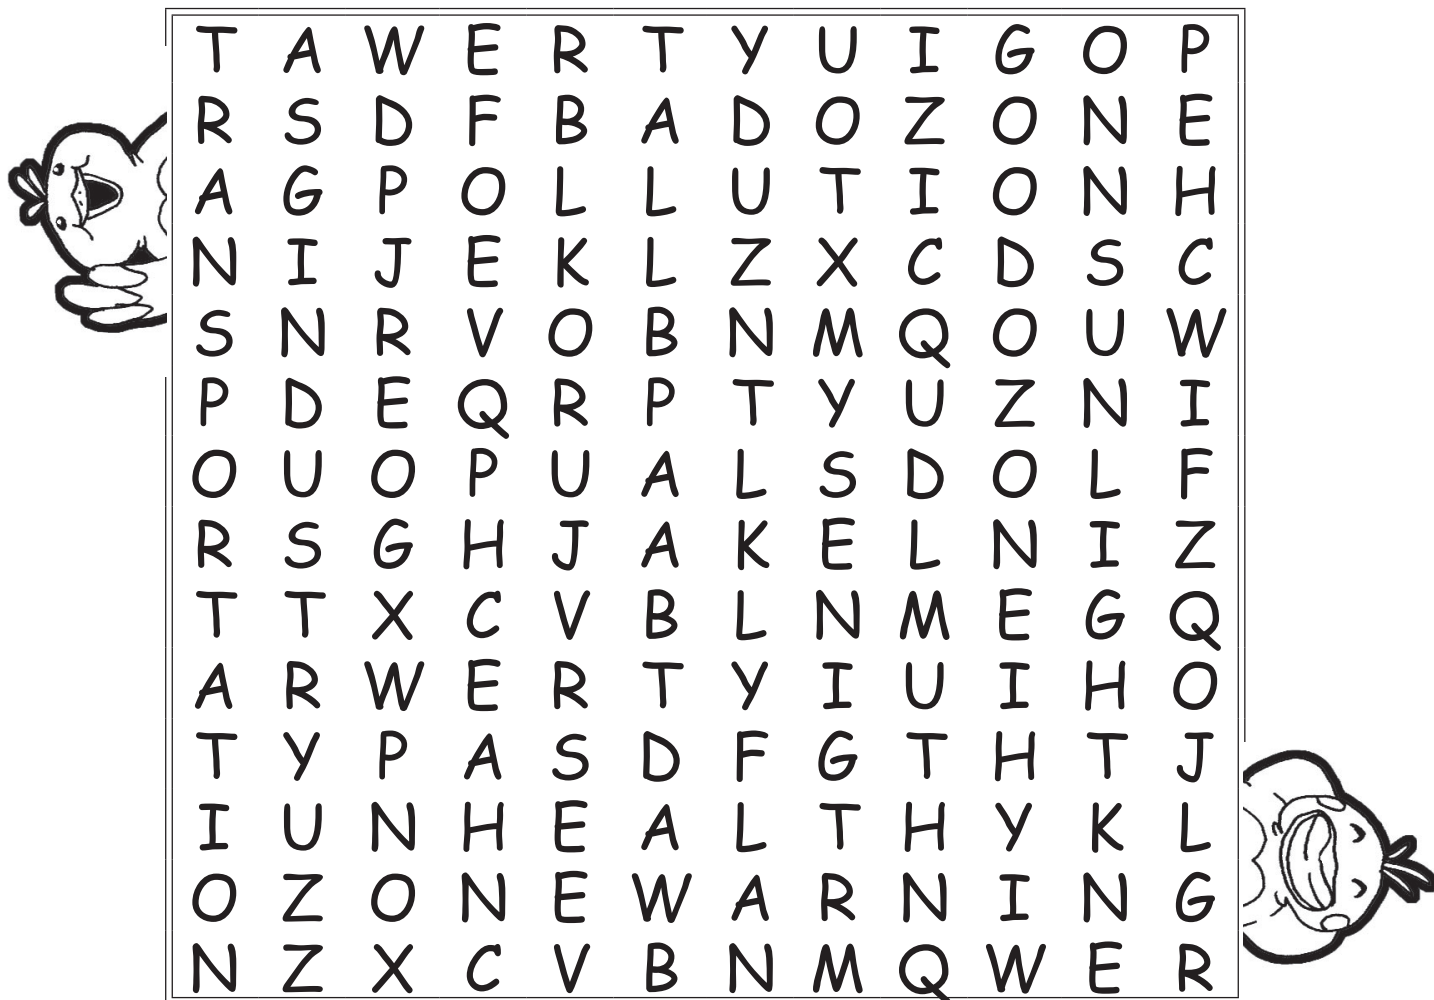 T A W E R T Y U I G O P
R S D F B A D O Z O N E
A G P O L L U T I O N H
N I J E K L Z X C D S C
S N R V O B N M Q O U W
P D E Q R P T Y U Z N I
O U O P U A L S D O L F
R S G H J A K E L N I Z
T T X C V B L N M E G Q
A R W E R T Y I U I H O
T Y P A S D F G T H T J
I U N H E A L T H Y K L
O Z O N E W A R N I N G
N Z X C V B N M Q W E R